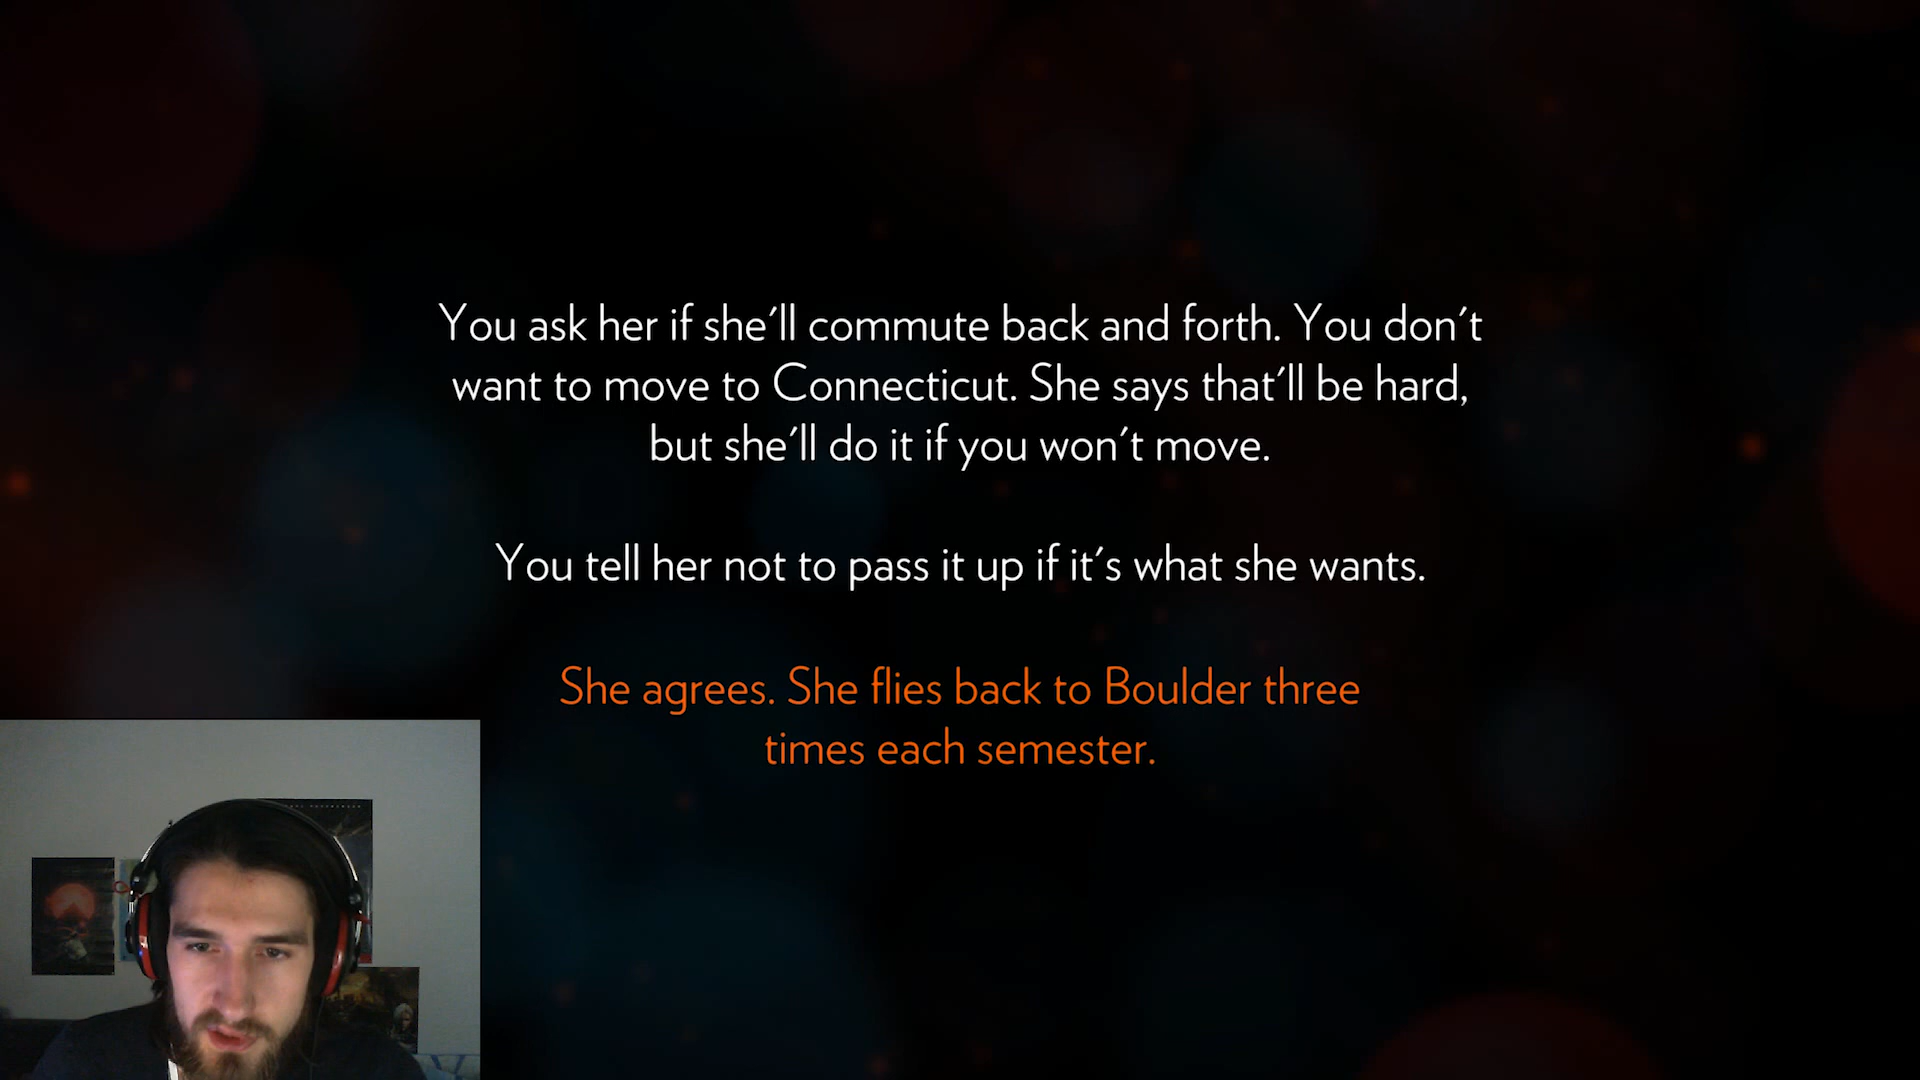 You ask her if she'll commute back and forth. You don't
want to move to Connecticut. She says that'll be hard,
but she'll do it if you won't move.
You tell her not to pass it up if it's what she wants.
She agrees. She flies back to Boulder three
times each semester.